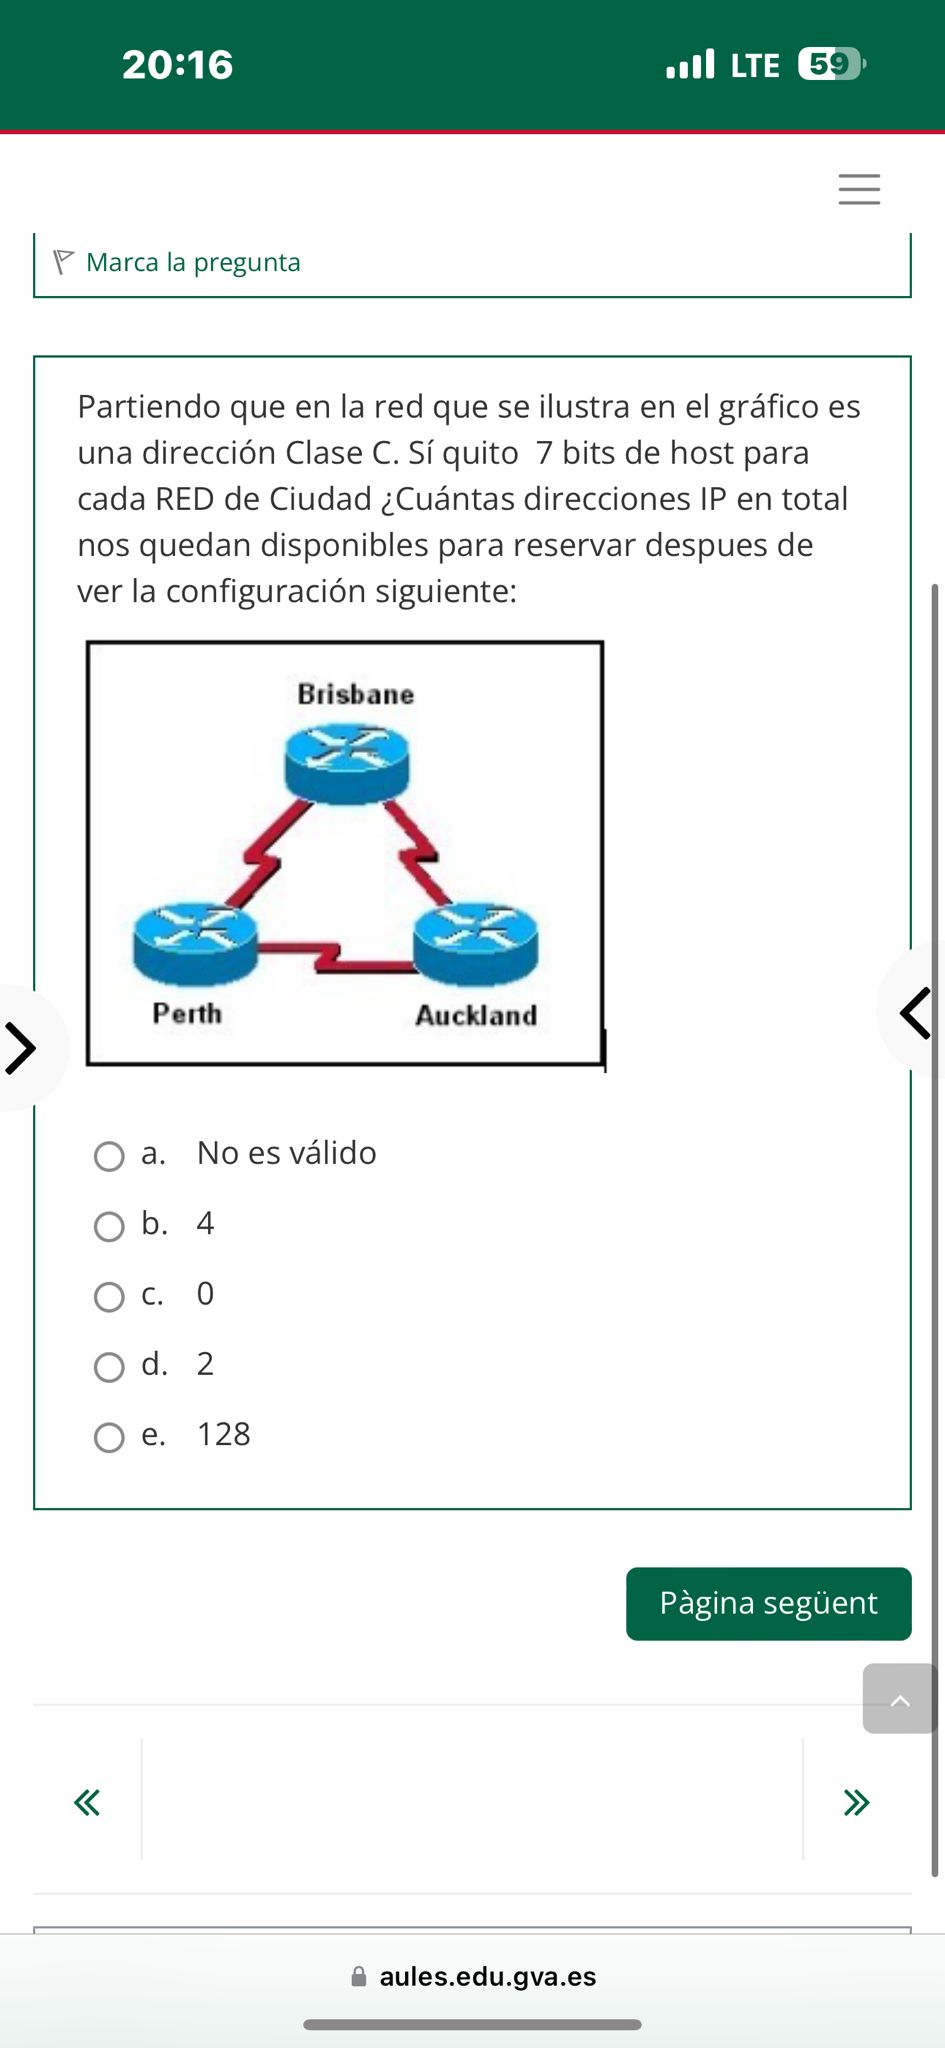 20:16
LTE 59
Marca la pregunta
Partiendo que en la red que se ilustra en el gráfico es
una dirección Clase C. Sí quito  7 bits de host para
cada RED de Ciudad ¿Cuántas direcciones IP en total
nos quedan disponibles para reservar despues de
ver la configuración siguiente:
Brisbane
Perth
Auckland
a. No es válido
b. 4
c. 0
d. 2
e. 128
Pàgina següent
aules.edu.gva.es